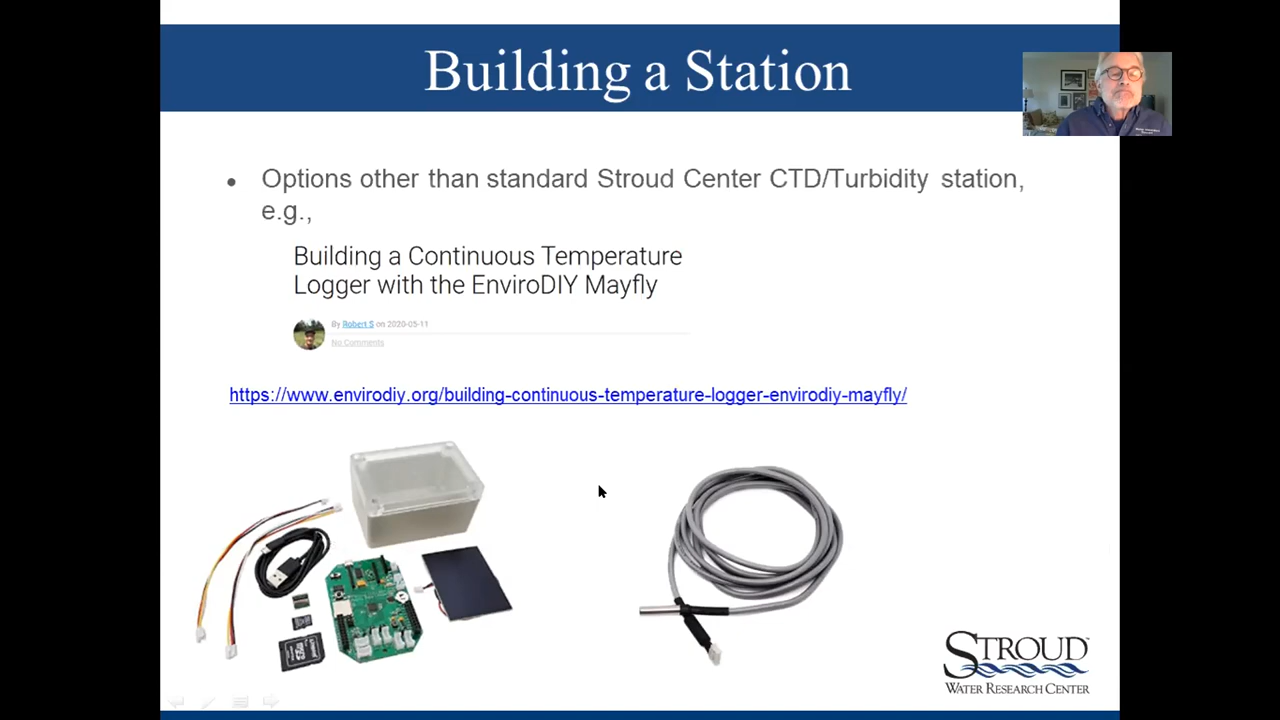 Building a Station
Options other than standard Stroud Center CTD/Turbidity station,
e.g.,
Building a Continuous Temperature
Logger with the EnviroDIY Mayfly
By Robert S on 2020-05-11
No Comments
https://www.envirodiy.org/building-continuous-temperature-logger-envirodiy-mayfly/
STROUD
WATER RESEARCH CENTER